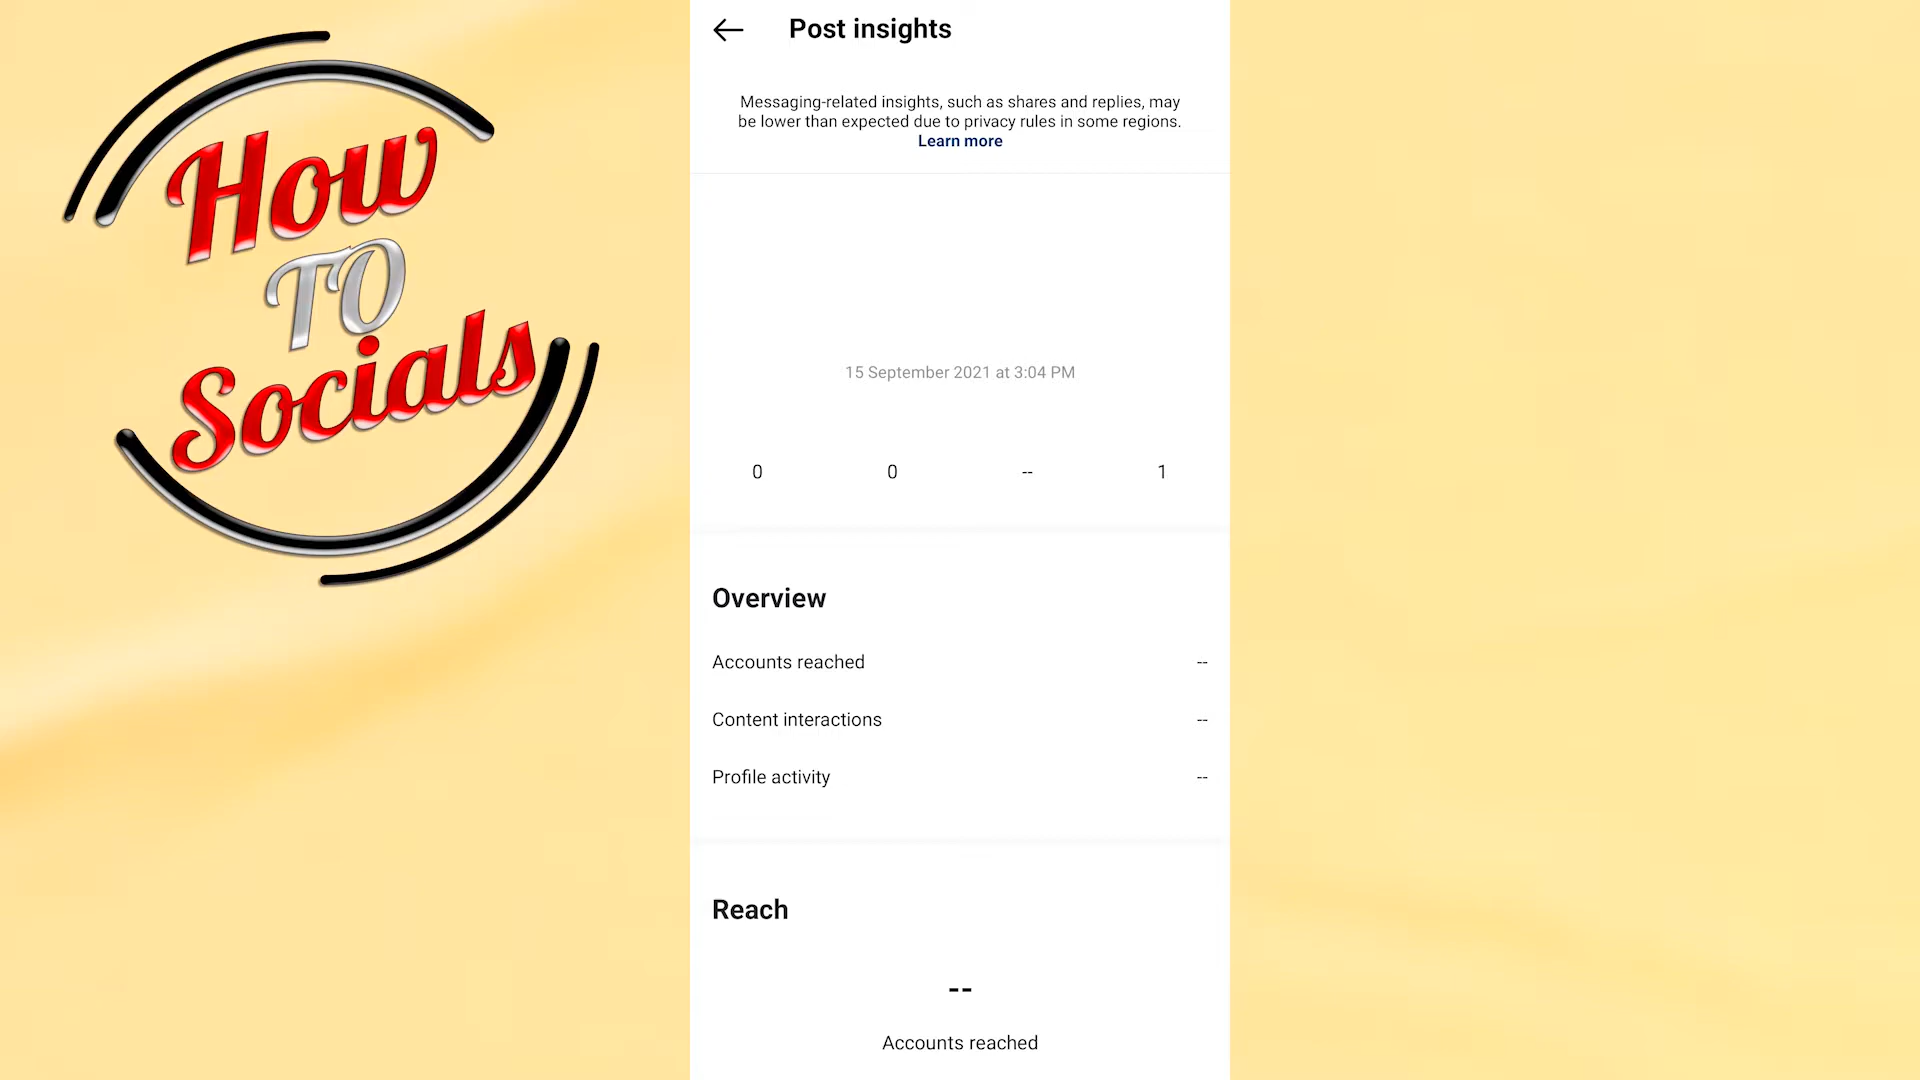 How
TO
Socials
Post insights
Messaging-related insights, such as shares and replies, may
be lower than expected due to privacy rules in some regions.
Learn more
15 September 2021 at 3:04 PM
0 0 -- 1
Overview
Accounts reached --
Content interactions --
Profile activity --
Reach
--
Accounts reached